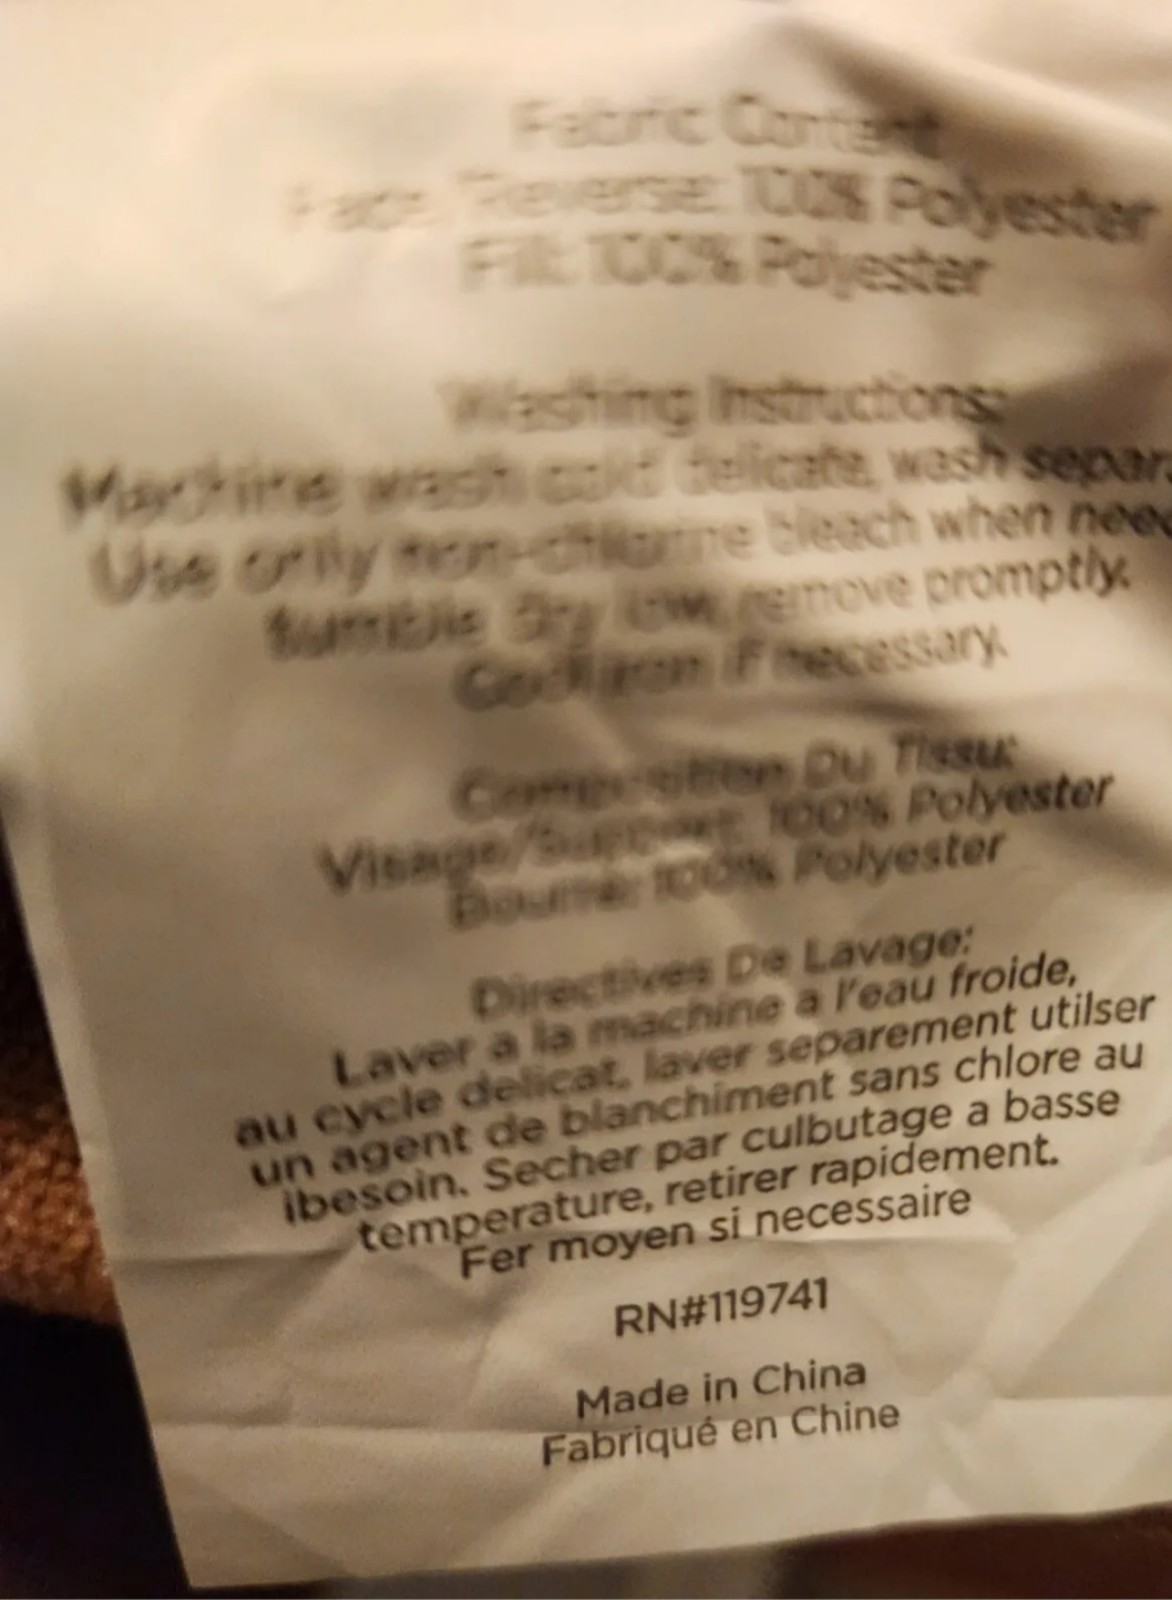 Fabric Content
Face/Reverse: 100% Polyester
Fill: 100% Polyester
Washing Instructions:
Machine wash cold delicate, wash separ
Use only non-chlorine bleach when nee
tumble dry low, remove promptly.
Cool iron if necessary.
Composition Du Tissu:
Visage/Support: 100% Polyester
Bourre: 100% Polyester
Directives De Lavage:
Laver a la machine a l'eau froide,
au cycle delicat, laver separement utilser
un agent de blanchiment sans chlore au
ibesoin. Secher par culbutage a basse
temperature, retirer rapidement.
Fer moyen si necessaire
RN#119741
Made in China
Fabriqué en Chine